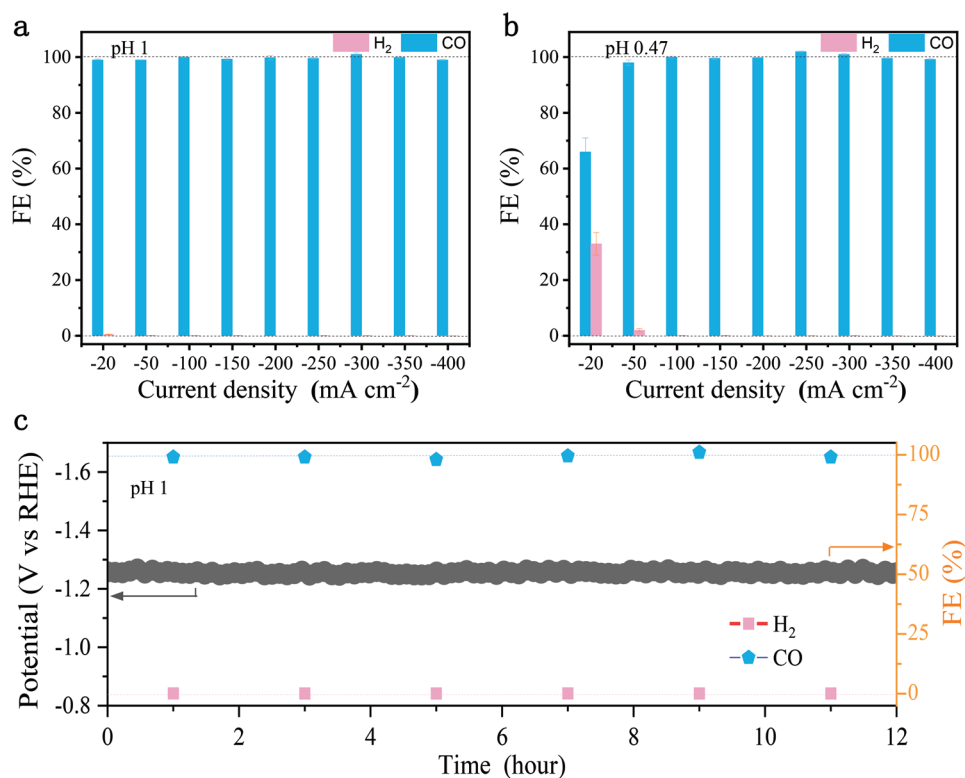 a
pH 1
H₂ CO
100
80
60
40
20
0
FE (%)
-20 -50 -100 -150 -200 -250 -300 -350 -400
Current density (mA cm⁻²)
b
pH 0.47
H₂ CO
100
80
60
40
20
0
FE (%)
-20 -50 -100 -150 -200 -250 -300 -350 -400
Current density (mA cm⁻²)
c
pH 1
-1.6
-1.4
-1.2
-1.0
-0.8
Potential (V vs RHE)
100
75
50
25
0
FE (%)
H₂
CO
0 2 4 6 8 10 12
Time (hour)